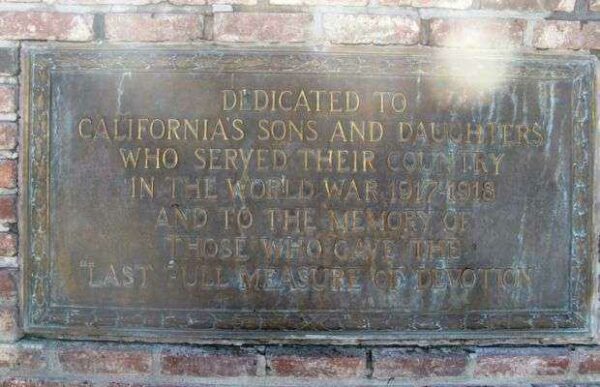 DEDICATED TO
CALIFORNIA'S SONS AND DAUGHTERS
WHO SERVED THEIR COUNTRY
IN THE WORLD WAR 1917-1918
AND TO THE MEMORY OF
THOSE WHO GAVE THE
"LAST FULL MEASURE OF DEVOTION"